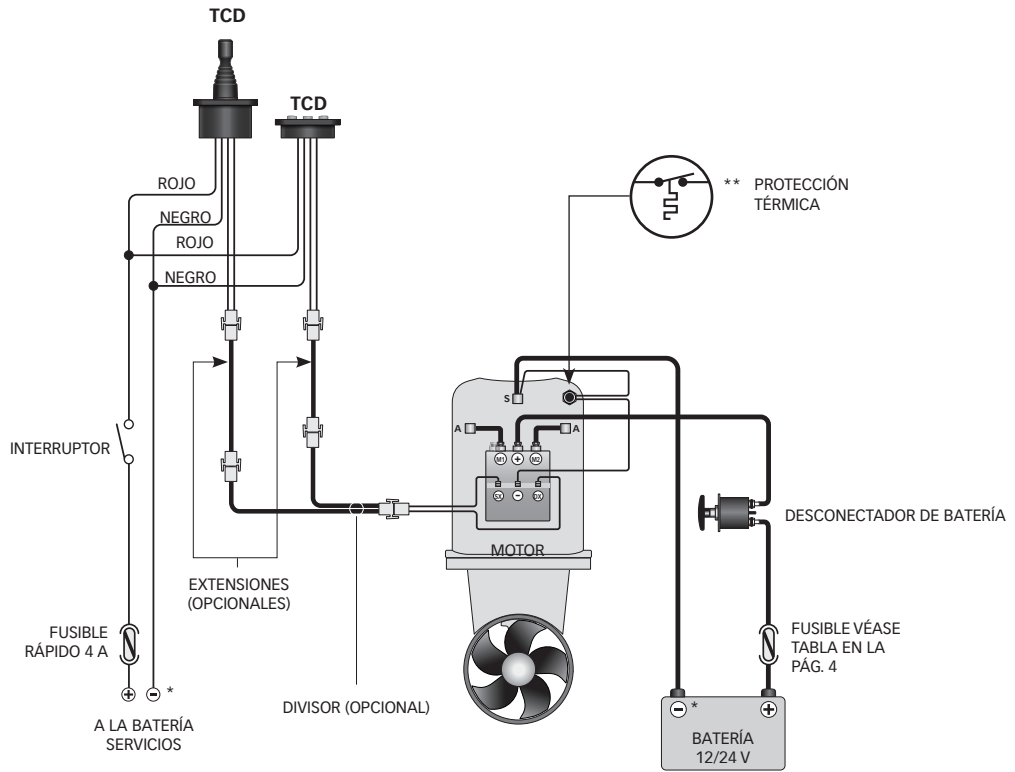 TCD
TCD
ROJO
NEGRO
ROJO
NEGRO
** PROTECCIÓN
TÉRMICA
S
A
A
M1
+
M2
SX
−
DX
MOTOR
INTERRUPTOR
DESCONECTADOR DE BATERÍA
EXTENSIONES
(OPCIONALES)
FUSIBLE
RÁPIDO 4 A
FUSIBLE VÉASE
TABLA EN LA
PÁG. 4
+ − *
DIVISOR (OPCIONAL)
A LA BATERÍA
SERVICIOS
− * +
BATERÍA
12/24 V